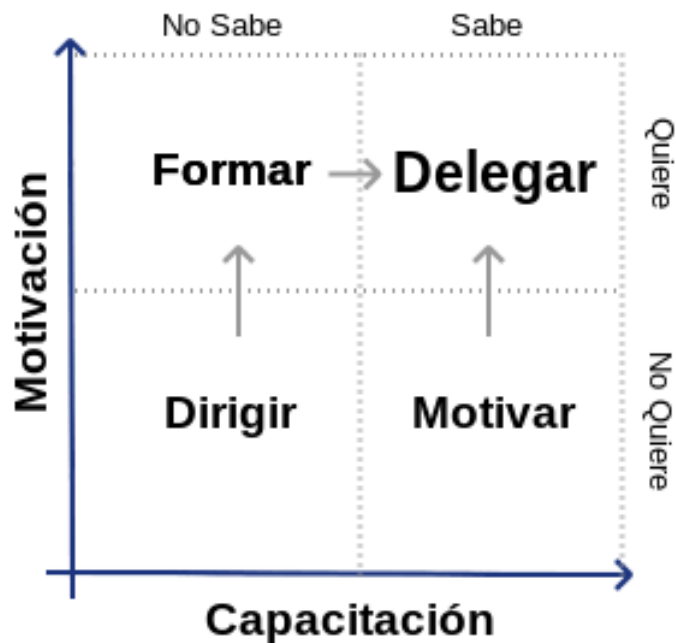 No Sabe
Sabe
Formar
Delegar
Quiere
Motivación
Dirigir
Motivar
No Quiere
Capacitación